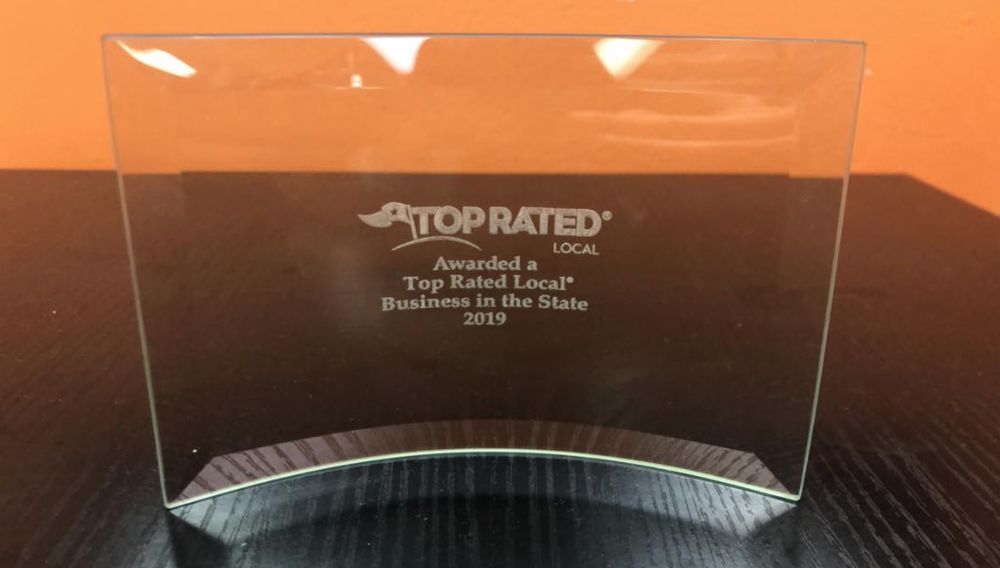 TOP RATED®
LOCAL
Awarded a
Top Rated Local®
Business in the State
2019